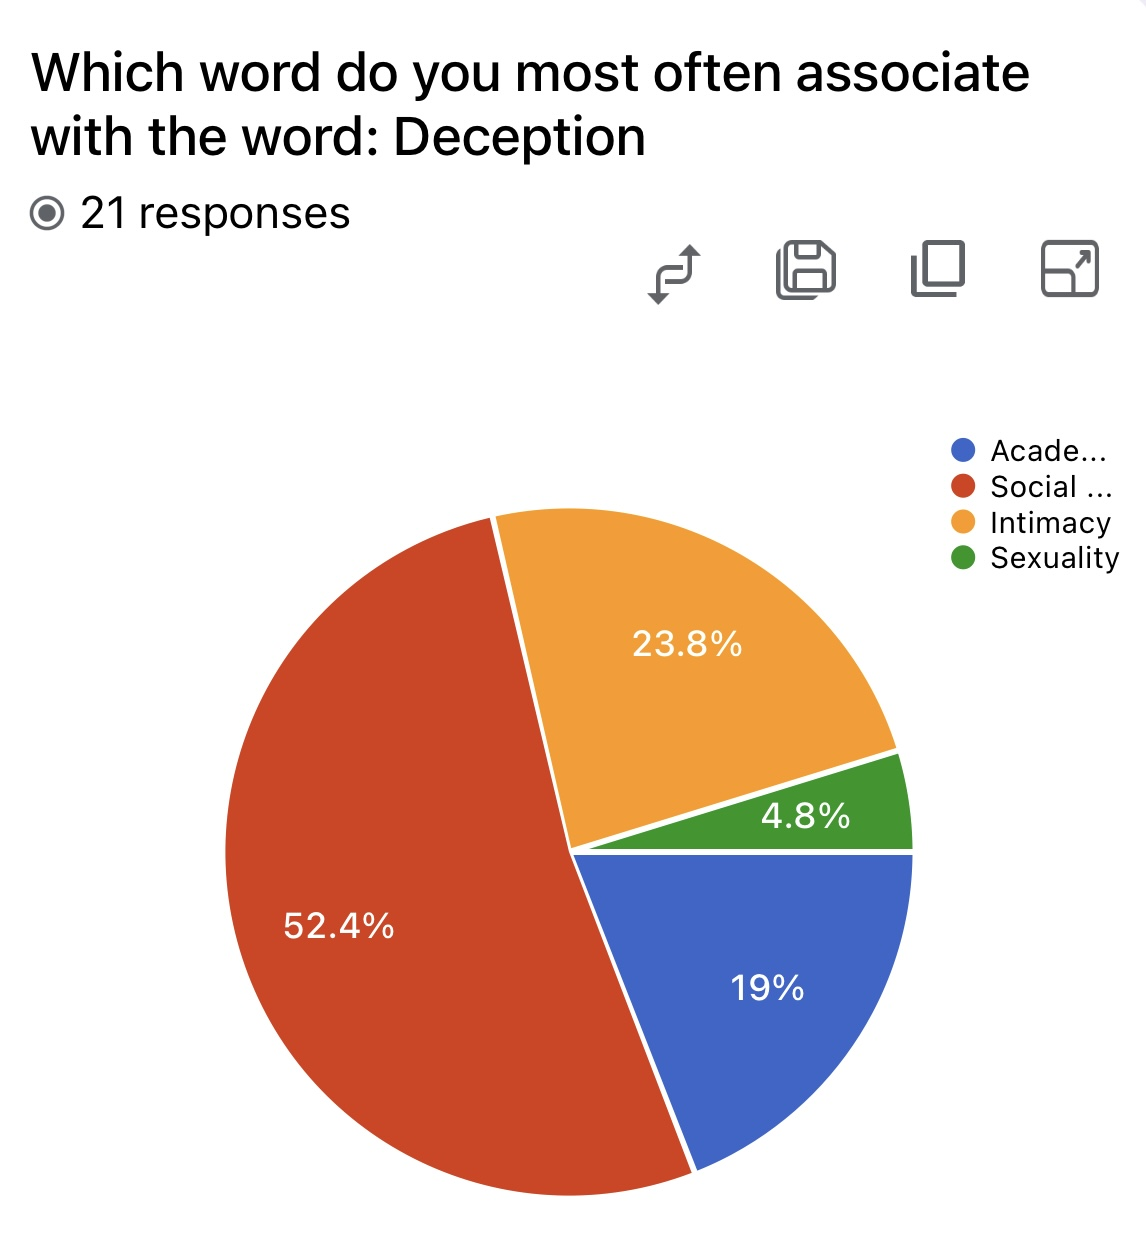 Which word do you most often associate
with the word: Deception
21 responses
Acade...
Social ...
Intimacy
Sexuality
23.8%
4.8%
52.4%
19%